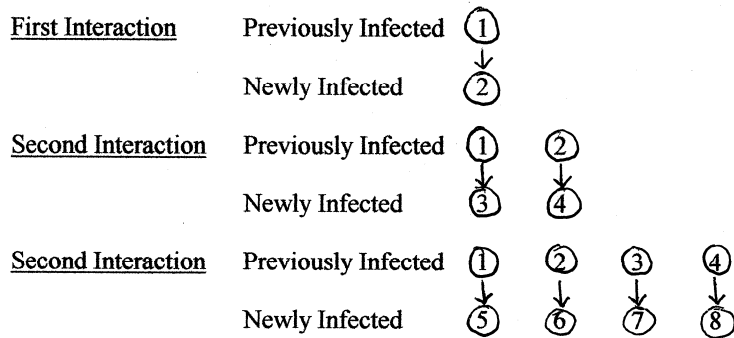 First Interaction Previously Infected 1
Newly Infected 2
Second Interaction Previously Infected 1 2
Newly Infected 3 4
Second Interaction Previously Infected 1 2 3 4
Newly Infected 5 6 7 8